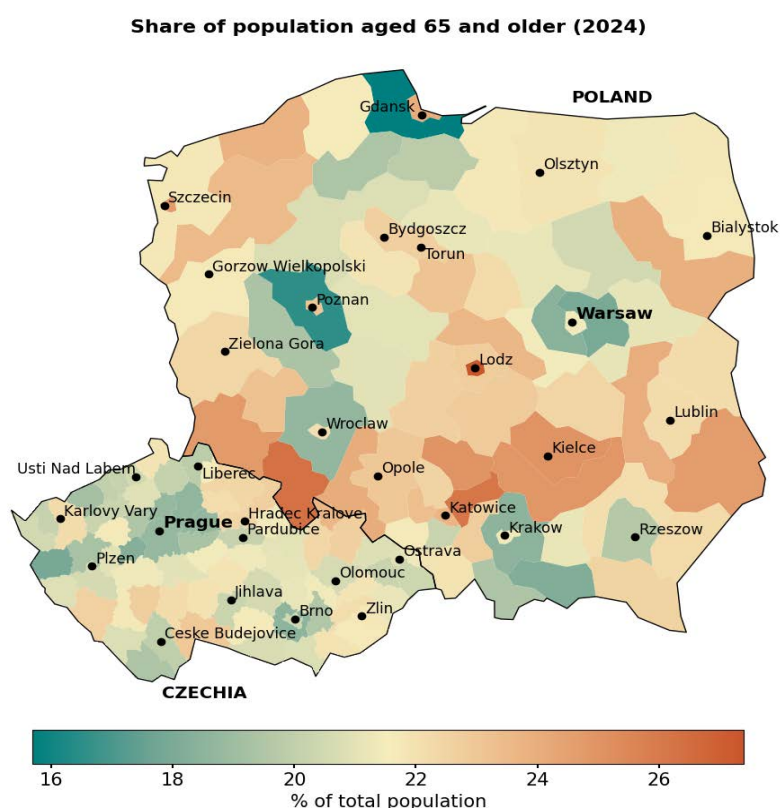 Share of population aged 65 and older (2024)
POLAND
Gdansk
Olsztyn
Szczecin
Bydgoszcz
Bialystok
Torun
Gorzow Wielkopolski
Poznan
Warsaw
Zielona Gora
Lodz
Lublin
Wroclaw
Kielce
Usti Nad Labem
Liberec
Opole
Karlovy Vary
Prague
Hradec Kralove
Katowice
Pardubice
Krakow
Rzeszow
Plzen
Ostrava
Olomouc
Jihlava
Brno
Zlin
Ceske Budejovice
CZECHIA
16 18 20 22 24 26
% of total population